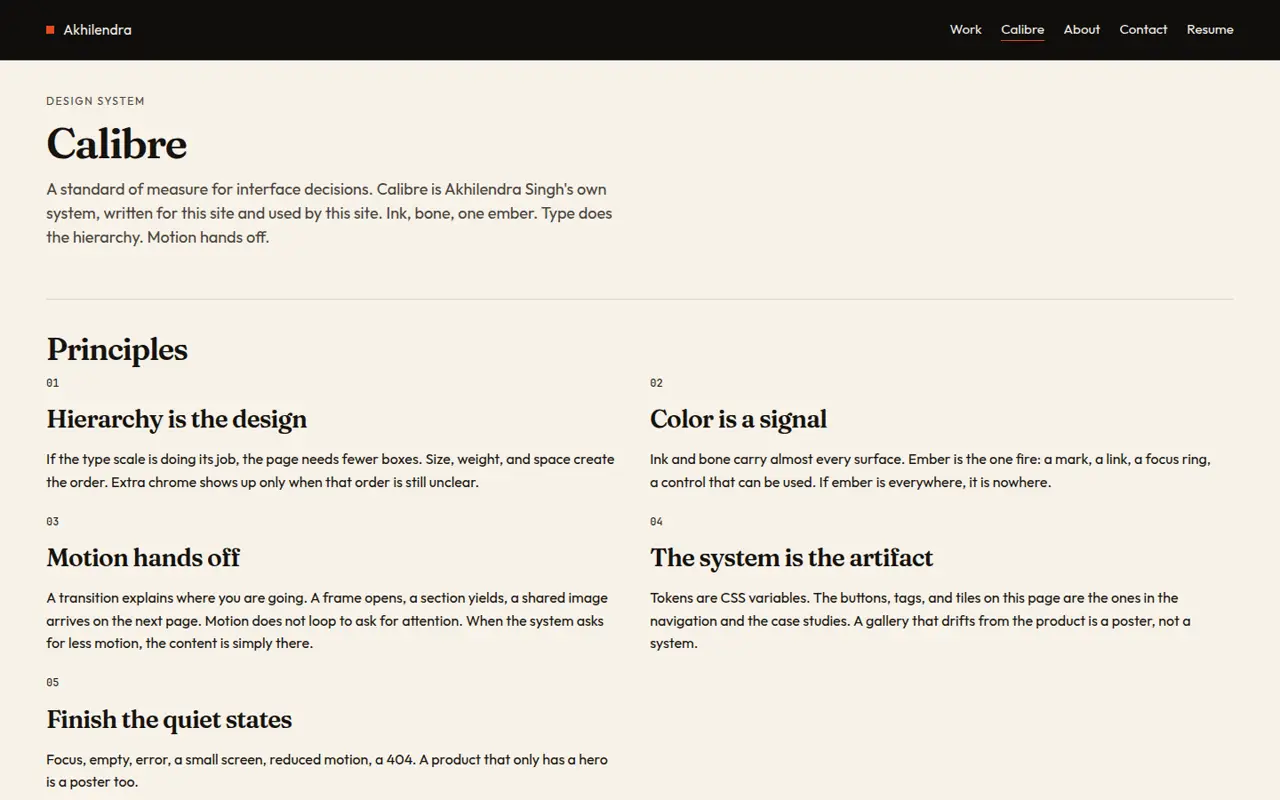 Akhilendra
Work Calibre About Contact Resume
DESIGN SYSTEM
Calibre
A standard of measure for interface decisions. Calibre is Akhilendra Singh's own
system, written for this site and used by this site. Ink, bone, one ember. Type does
the hierarchy. Motion hands off.
Principles
01
Hierarchy is the design
If the type scale is doing its job, the page needs fewer boxes. Size, weight, and space create
the order. Extra chrome shows up only when that order is still unclear.
02
Color is a signal
Ink and bone carry almost every surface. Ember is the one fire: a mark, a link, a focus ring,
a control that can be used. If ember is everywhere, it is nowhere.
03
Motion hands off
A transition explains where you are going. A frame opens, a section yields, a shared image
arrives on the next page. Motion does not loop to ask for attention. When the system asks
for less motion, the content is simply there.
04
The system is the artifact
Tokens are CSS variables. The buttons, tags, and tiles on this page are the ones in the
navigation and the case studies. A gallery that drifts from the product is a poster, not a
system.
05
Finish the quiet states
Focus, empty, error, a small screen, reduced motion, a 404. A product that only has a hero
is a poster too.